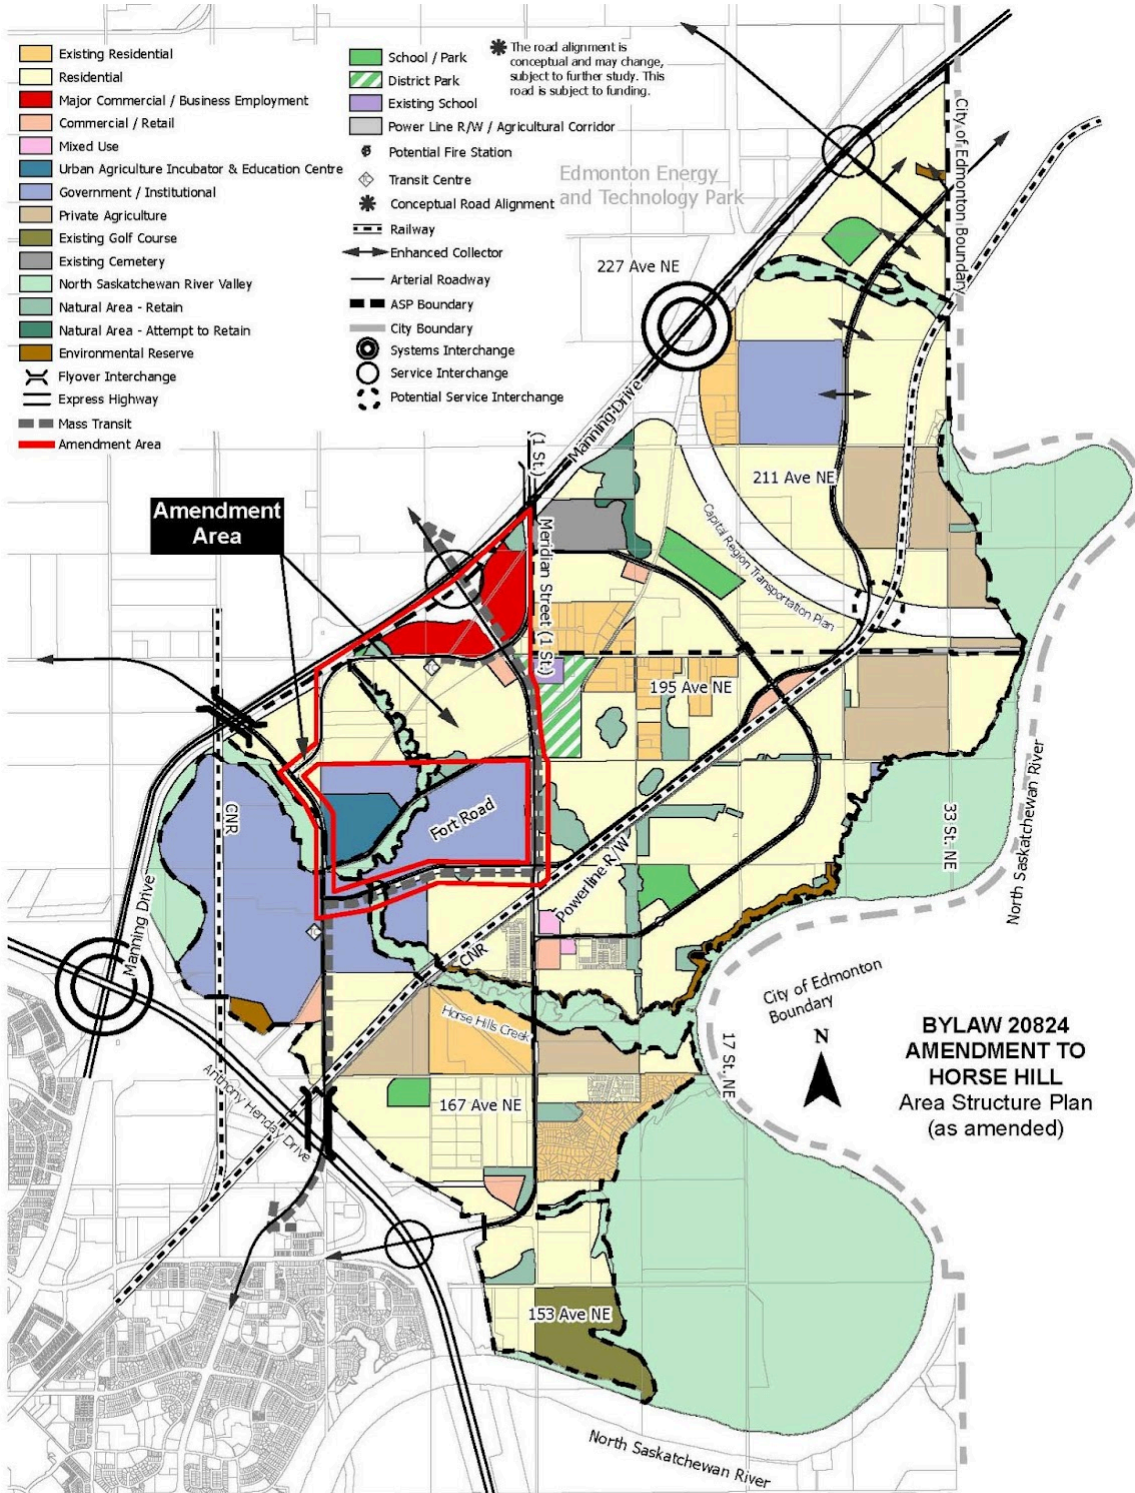 Existing Residential
Residential
Major Commercial / Business Employment
Commercial / Retail
Mixed Use
Urban Agriculture Incubator & Education Centre
Government / Institutional
Private Agriculture
Existing Golf Course
Existing Cemetery
North Saskatchewan River Valley
Natural Area - Retain
Natural Area - Attempt to Retain
Environmental Reserve
Flyover Interchange
Express Highway
Mass Transit
Amendment Area
School / Park
District Park
Existing School
Power Line R/W / Agricultural Corridor
Potential Fire Station
Transit Centre
Conceptual Road Alignment
Railway
Enhanced Collector
Arterial Roadway
ASP Boundary
City Boundary
Systems Interchange
Service Interchange
Potential Service Interchange
The road alignment is
conceptual and may change,
subject to further study. This
road is subject to funding.
Edmonton Energy
and Technology Park
City of Edmonton Boundary
227 Ave NE
Manning Drive
(1 St.)
211 Ave NE
Amendment
Area
Meridian Street (1 St.)
Capital Region Transportation Plan
195 Ave NE
CNR
Fort Road
Powerline R/W
33 St. NE
North Saskatchewan River
Manning Drive
CNR
City of Edmonton
Boundary
Horse Hills Creek
17 St. NE
N
BYLAW 20824
AMENDMENT TO
HORSE HILL
Area Structure Plan
(as amended)
Anthony Henday Drive
167 Ave NE
153 Ave NE
North Saskatchewan River